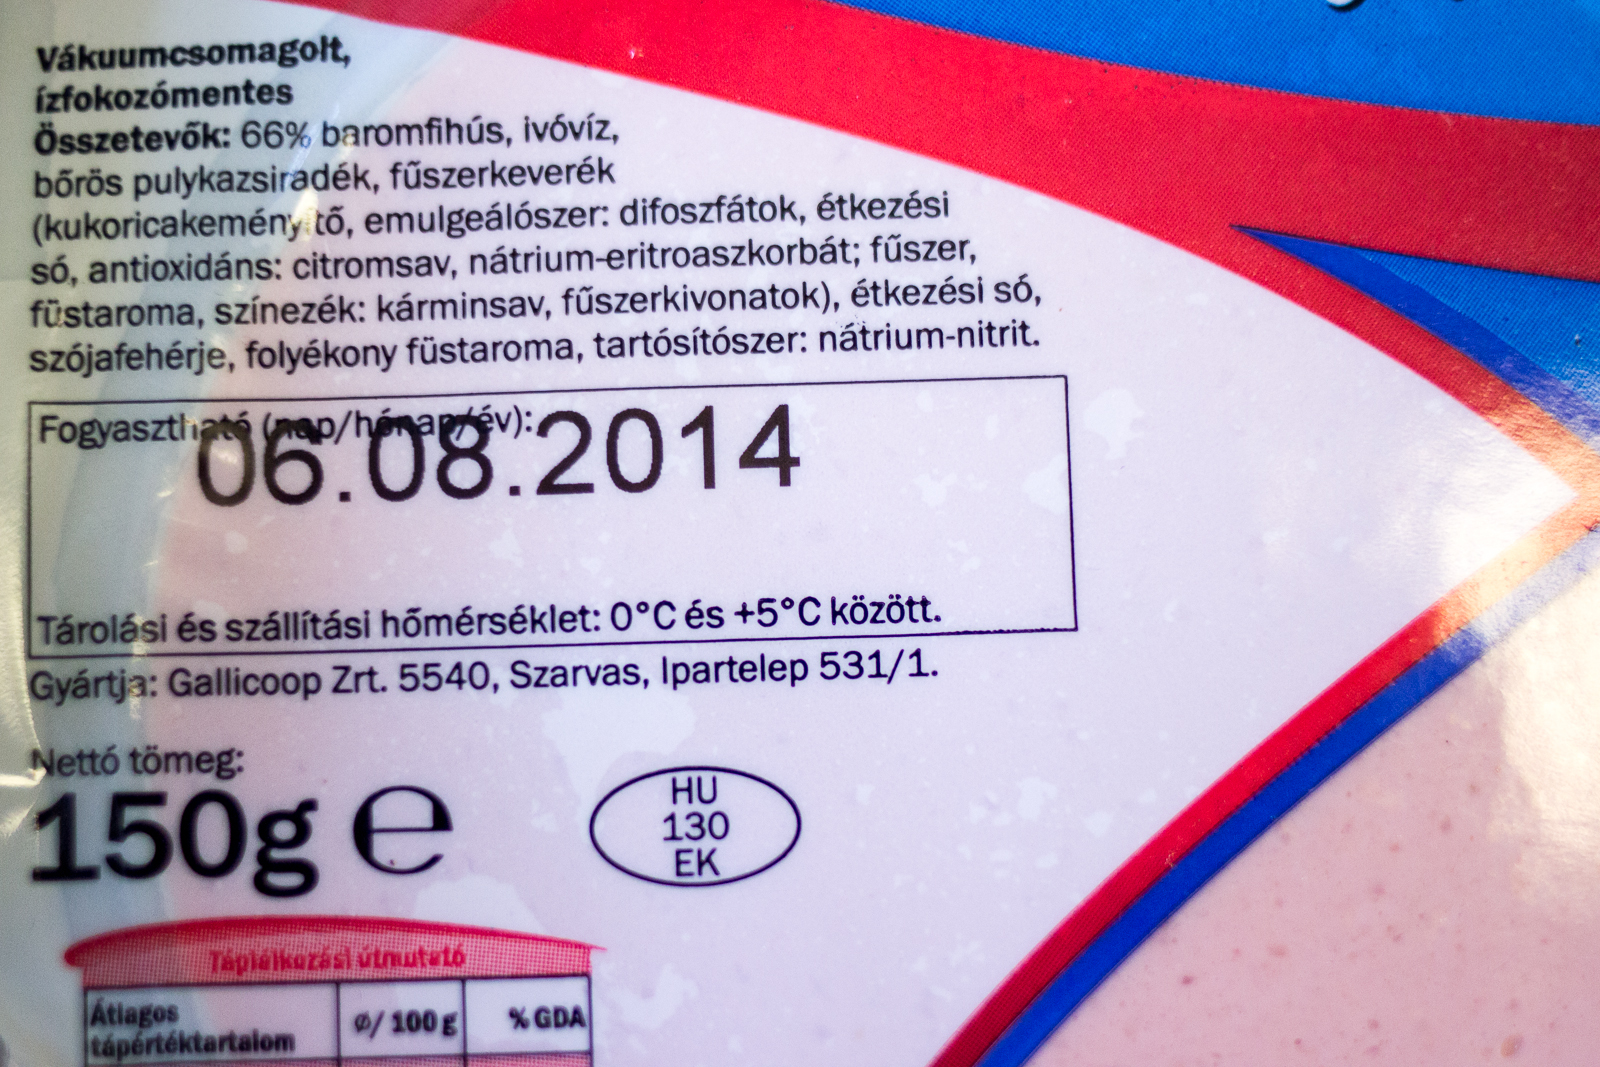 Vákuumcsomagolt,
ízfokozómentes
Összetevők: 66% baromfihús, ivóvíz,
bőrös pulykazsiradék, fűszerkeverék
(kukoricakeményítő, emulgeálószer: difoszfátok, étkezési
só, antioxidáns: citromsav, nátrium-eritroaszkorbát; fűszer,
füstaroma, színezék: kárminsav, fűszerkivonatok), étkezési só,
szójafehérje, folyékony füstaroma, tartósítószer: nátrium-nitrit.
Fogyasztható (nap/hónap/év):
06.08.2014
Tárolási és szállítási hőmérséklet: 0°C és +5°C között.
Gyártja: Gallicoop Zrt. 5540, Szarvas, Ipartelep 531/1.
Nettó tömeg:
150g e
HU
130
EK
Táplálkozási útmutató
Átlagos
tápértéktartalom
ø/ 100 g
% GDA